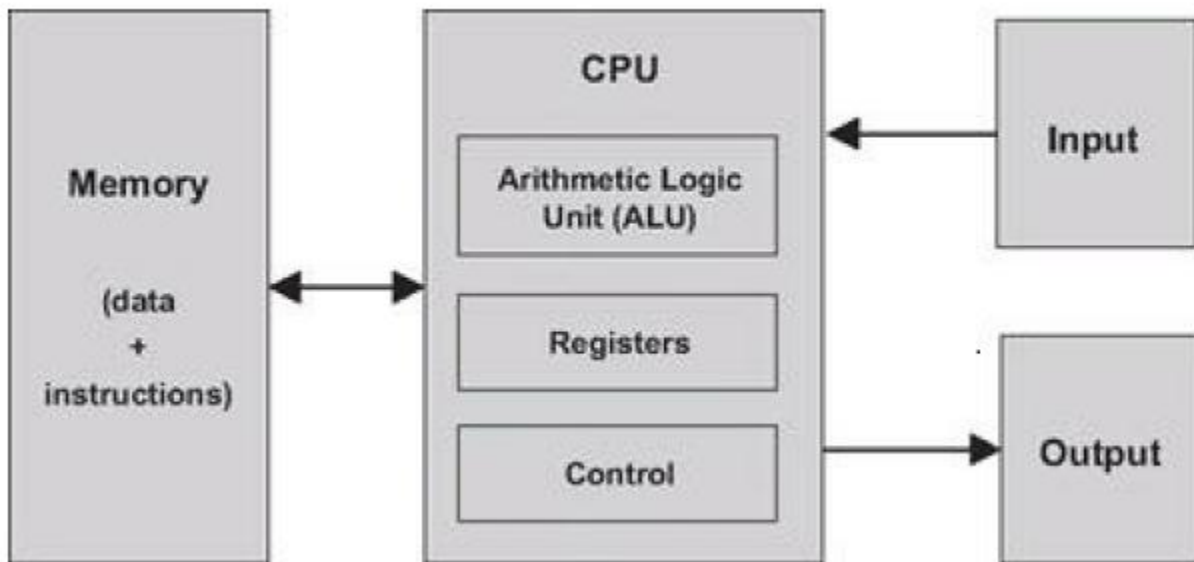 Memory
(data
+
instructions)
CPU
Arithmetic Logic
Unit (ALU)
Registers
Control
Input
Output